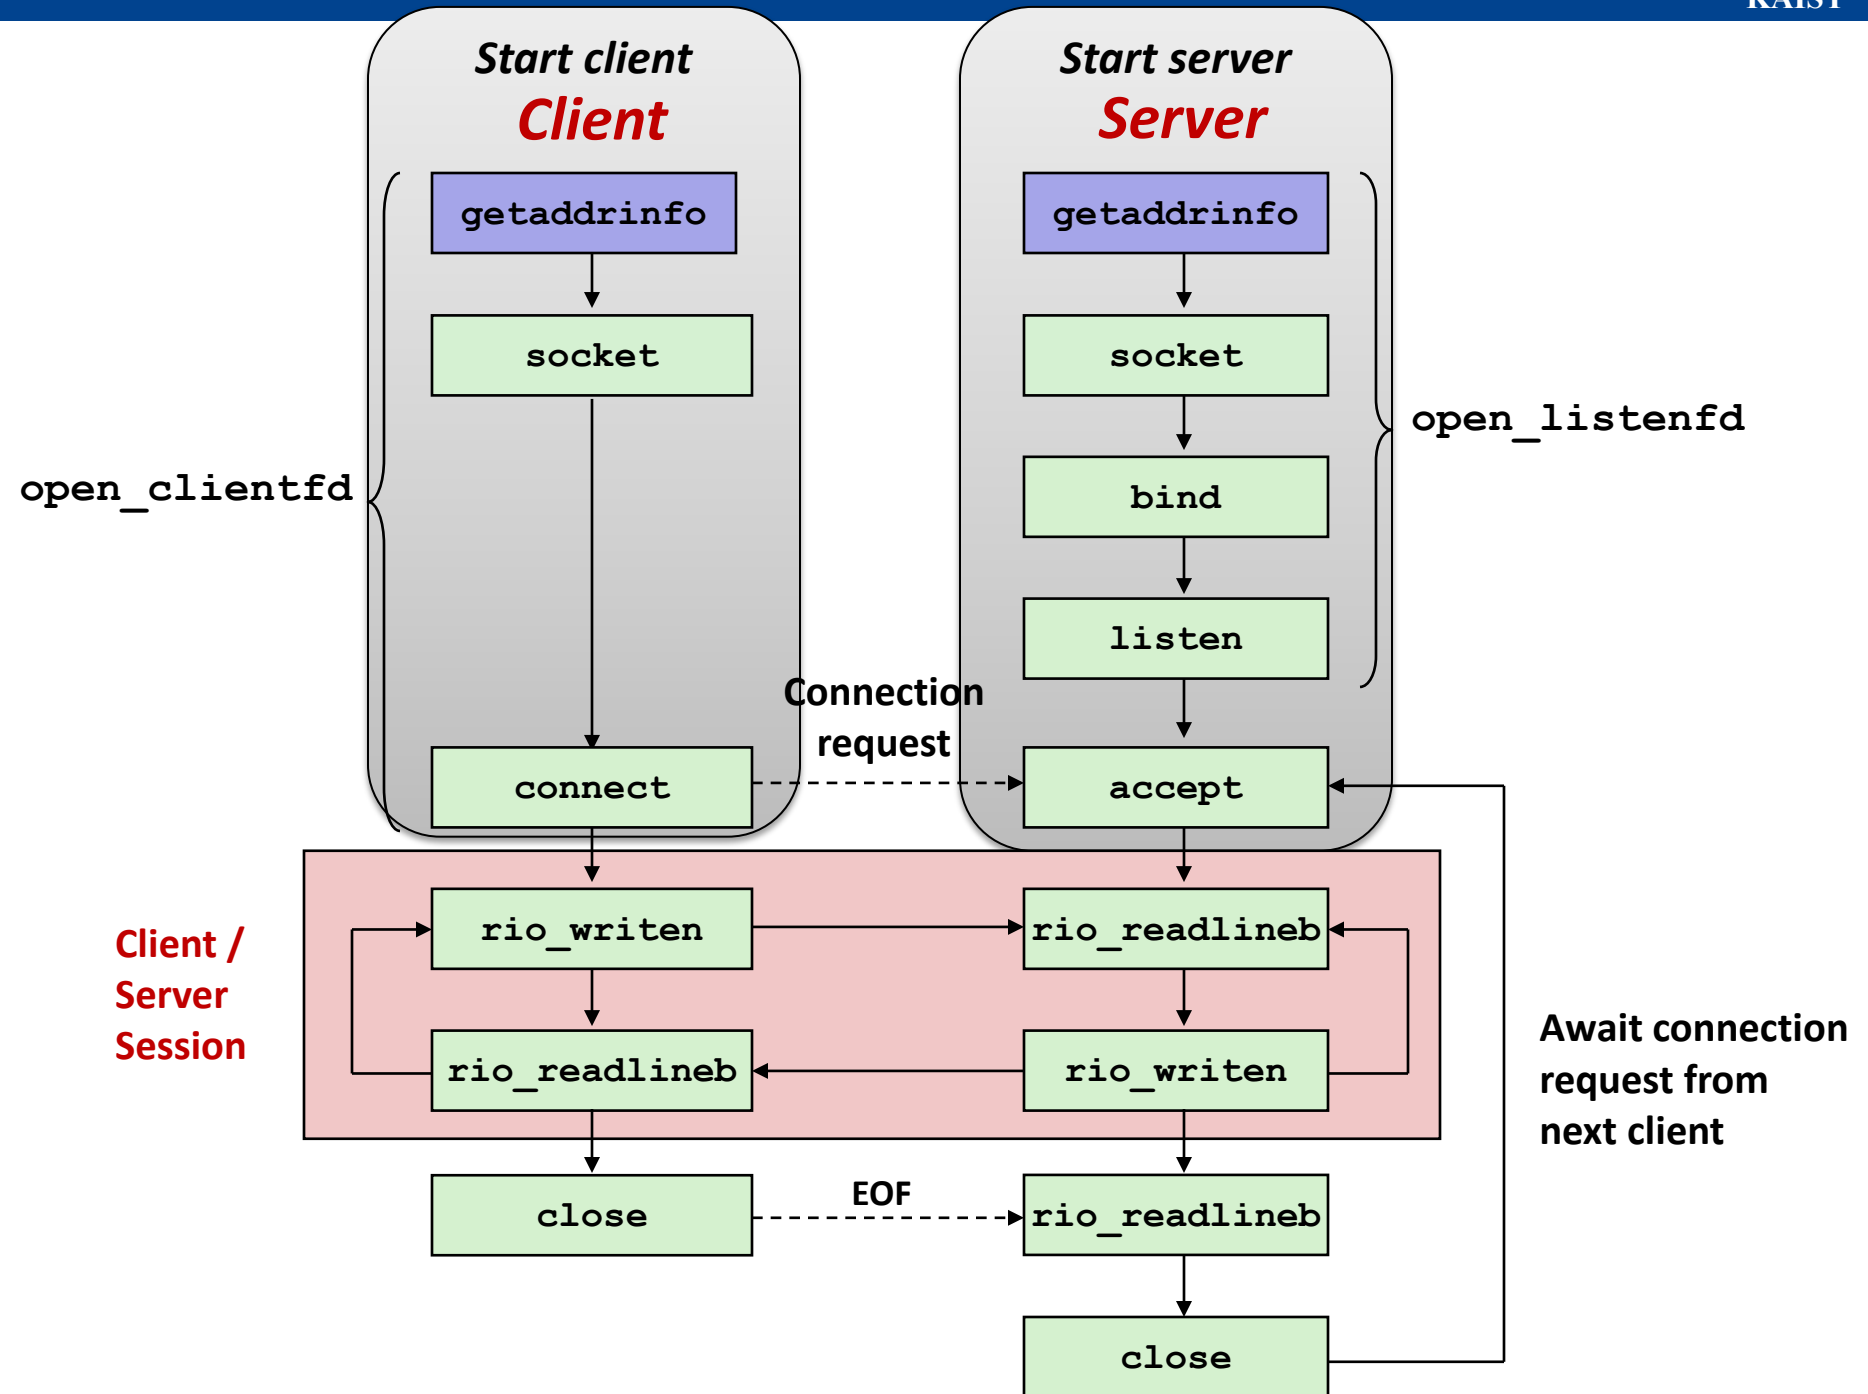 KAIST
Start client
Client
Start server
Server
getaddrinfo
getaddrinfo
socket
socket
open_listenfd
open_clientfd
bind
listen
Connection
request
connect
accept
Client /
Server
Session
rio_writen
rio_readlineb
rio_readlineb
rio_writen
Await connection
request from
next client
close
EOF
rio_readlineb
close